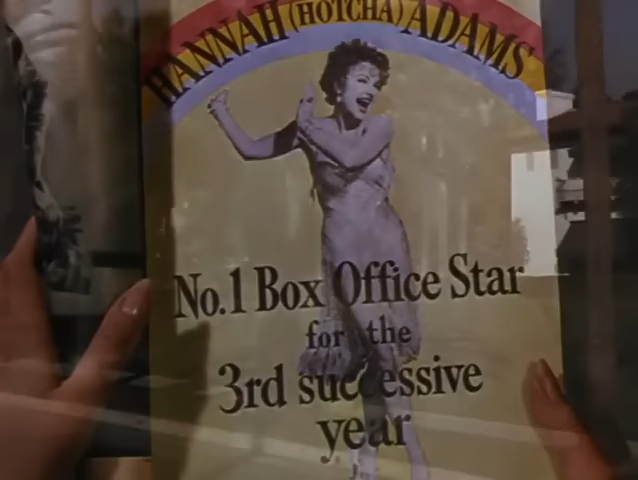 HANNAH (HOTCHA) ADAMS
No.1 Box Office Star
for the
3rd successive
year